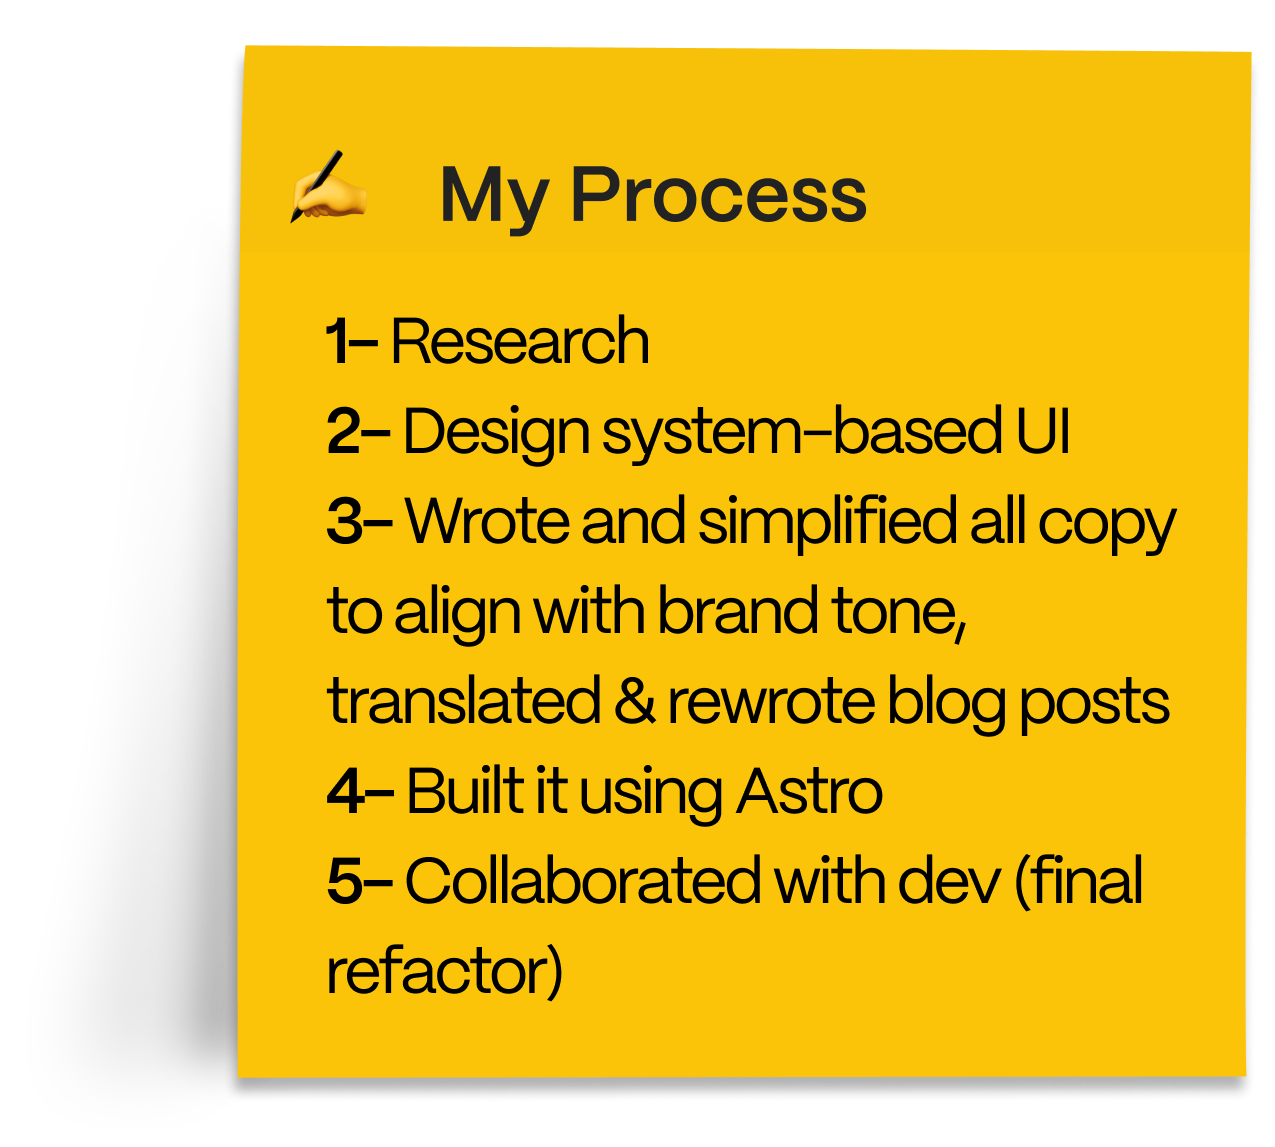 My Process
1- Research
2- Design system-based UI
3- Wrote and simplified all copy
to align with brand tone,
translated & rewrote blog posts
4- Built it using Astro
5- Collaborated with dev (final
refactor)